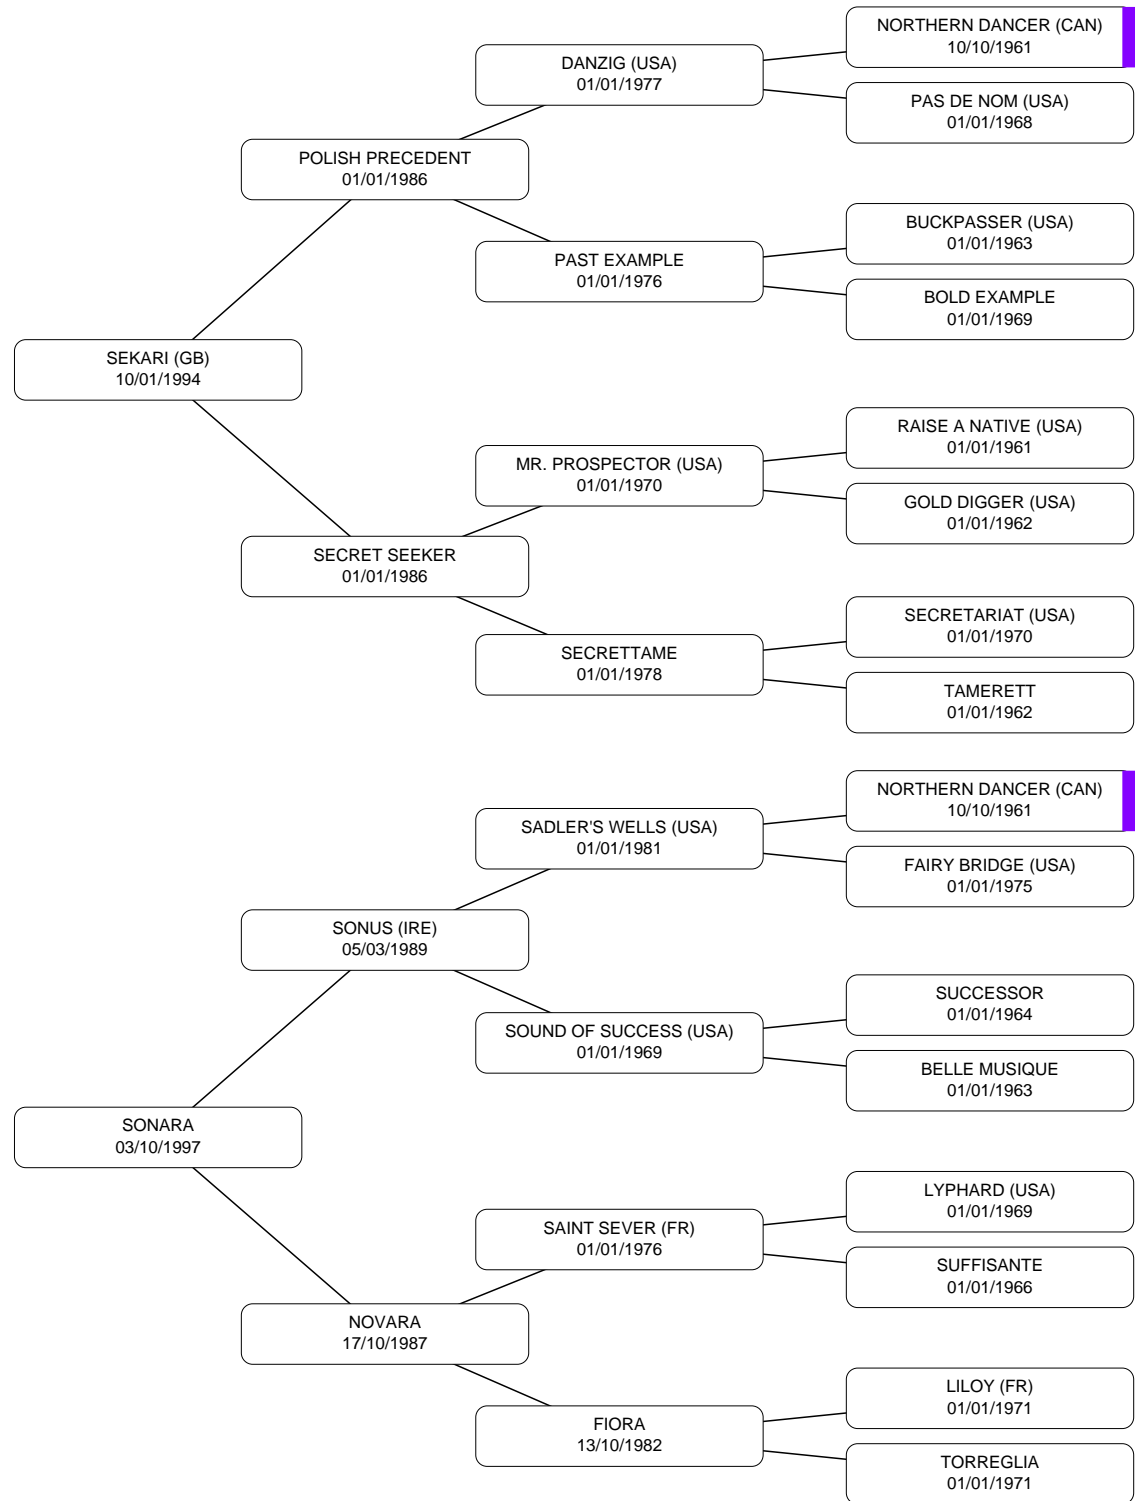 NORTHERN DANCER (CAN)
10/10/1961
DANZIG (USA)
01/01/1977
PAS DE NOM (USA)
01/01/1968
POLISH PRECEDENT
01/01/1986
BUCKPASSER (USA)
01/01/1963
PAST EXAMPLE
01/01/1976
BOLD EXAMPLE
01/01/1969
SEKARI (GB)
10/01/1994
RAISE A NATIVE (USA)
01/01/1961
MR. PROSPECTOR (USA)
01/01/1970
GOLD DIGGER (USA)
01/01/1962
SECRET SEEKER
01/01/1986
SECRETARIAT (USA)
01/01/1970
SECRETTAME
01/01/1978
TAMERETT
01/01/1962
NORTHERN DANCER (CAN)
10/10/1961
SADLER'S WELLS (USA)
01/01/1981
FAIRY BRIDGE (USA)
01/01/1975
SONUS (IRE)
05/03/1989
SUCCESSOR
01/01/1964
SOUND OF SUCCESS (USA)
01/01/1969
BELLE MUSIQUE
01/01/1963
SONARA
03/10/1997
LYPHARD (USA)
01/01/1969
SAINT SEVER (FR)
01/01/1976
SUFFISANTE
01/01/1966
NOVARA
17/10/1987
LILOY (FR)
01/01/1971
FIORA
13/10/1982
TORREGLIA
01/01/1971